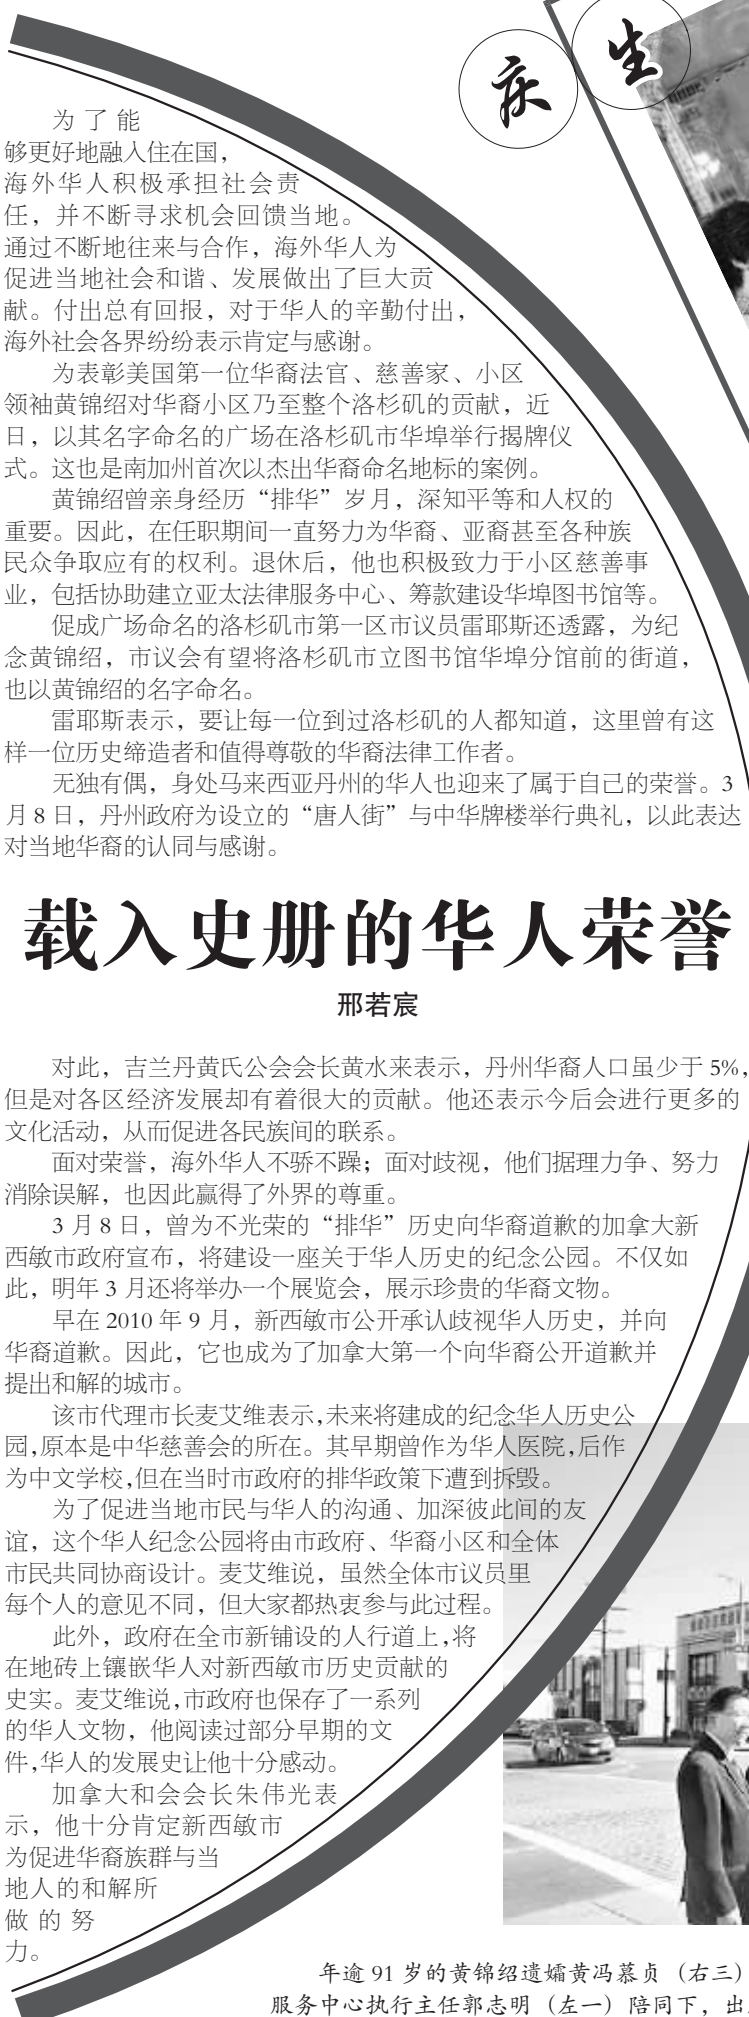 庆 生
为了能
够更好地融入住在国，
海外华人积极承担社会责
任，并不断寻求机会回馈当地。
通过不断地往来与合作，海外华人为
促进当地社会和谐、发展做出了巨大贡
献。付出总有回报，对于华人的辛勤付出，
海外社会各界纷纷表示肯定与感谢。
为表彰美国第一位华裔法官、慈善家、小区
领袖黄锦绍对华裔小区乃至整个洛杉矶的贡献，近
日，以其名字命名的广场在洛杉矶市华埠举行揭牌仪
式。这也是南加州首次以杰出华裔命名地标的案例。
黄锦绍曾亲身经历“排华”岁月，深知平等和人权的
重要。因此，在任职期间一直努力为华裔、亚裔甚至各种族
民众争取应有的权利。退休后，他也积极致力于小区慈善事
业，包括协助建立亚太法律服务中心、筹款建设华埠图书馆等。
促成广场命名的洛杉矶市第一区市议员雷耶斯还透露，为纪
念黄锦绍，市议会有望将洛杉矶市立图书馆华埠分馆前的街道，
也以黄锦绍的名字命名。
雷耶斯表示，要让每一位到过洛杉矶的人都知道，这里曾有这
样一位历史缔造者和值得尊敬的华裔法律工作者。
无独有偶，身处马来西亚丹州的华人也迎来了属于自己的荣誉。3
月8日，丹州政府为设立的“唐人街”与中华牌楼举行典礼，以此表达
对当地华裔的认同与感谢。
载入史册的华人荣誉
邢若宸
对此，吉兰丹黄氏公会会长黄水来表示，丹州华裔人口虽少于5%，
但是对各区经济发展却有着很大的贡献。他还表示今后会进行更多的
文化活动，从而促进各民族间的联系。
面对荣誉，海外华人不骄不躁；面对歧视，他们据理力争、努力
消除误解，也因此赢得了外界的尊重。
3月8日，曾为不光荣的“排华”历史向华裔道歉的加拿大新
西敏市政府宣布，将建设一座关于华人历史的纪念公园。不仅如
此，明年3月还将举办一个展览会，展示珍贵的华裔文物。
早在2010年9月，新西敏市公开承认歧视华人历史，并向
华裔道歉。因此，它也成为了加拿大第一个向华裔公开道歉并
提出和解的城市。
该市代理市长麦艾维表示，未来将建成的纪念华人历史公
园，原本是中华慈善会的所在。其早期曾作为华人医院，后作
为中文学校，但在当时市政府的排华政策下遭到拆毁。
为了促进当地市民与华人的沟通、加深彼此间的友
谊，这个华人纪念公园将由市政府、华裔小区和全体
市民共同协商设计。麦艾维说，虽然全体市议员里
每个人的意见不同，但大家都热衷参与此过程。
此外，政府在全市新铺设的人行道上，将
在地砖上镶嵌华人对新西敏市历史贡献的
史实。麦艾维说，市政府也保存了一系列
的华人文物，他阅读过部分早期的文
件，华人的发展史让他十分感动。
加拿大和会会长朱伟光表
示，他十分肯定新西敏市
为促进华裔族群与当
地人的和解所
做的努
力。
年逾91岁的黄锦绍遗孀黄冯慕贞（右三）
服务中心执行主任郭志明（左一）陪同下，出